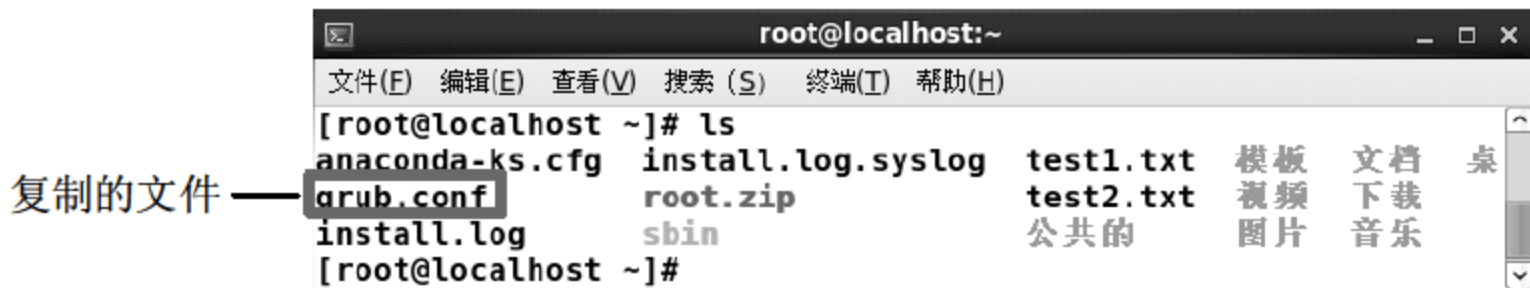 root@localhost:~
文件(F) 编辑(E) 查看(V) 搜索 (S) 终端(T) 帮助(H)
[root@localhost ~]# ls
anaconda-ks.cfg install.log.syslog test1.txt 模板 文档 桌
复制的文件 grub.conf root.zip test2.txt 视频 下载
install.log sbin 公共的 图片 音乐
[root@localhost ~]#